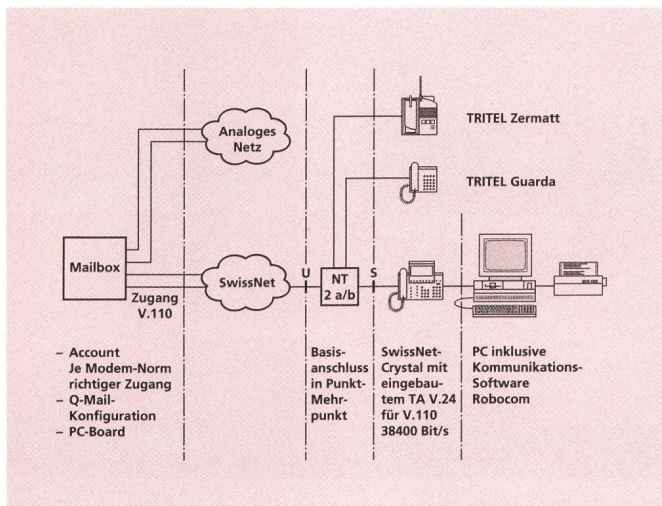 Analoges
Netz
TRITEL Zermatt
TRITEL Guarda
Mailbox
SwissNet
U
NT
2 a/b
S
Zugang
V.110
– Account
Je Modem-Norm
richtiger Zugang
– Q-Mail-
Konfiguration
– PC-Board
Basis-
anschluss
in Punkt-
Mehr-
punkt
SwissNet-
Crystal mit
eingebau-
tem TA V.24
für V.110
38400 Bit/s
PC inklusive
Kommunikations-
Software
Robocom